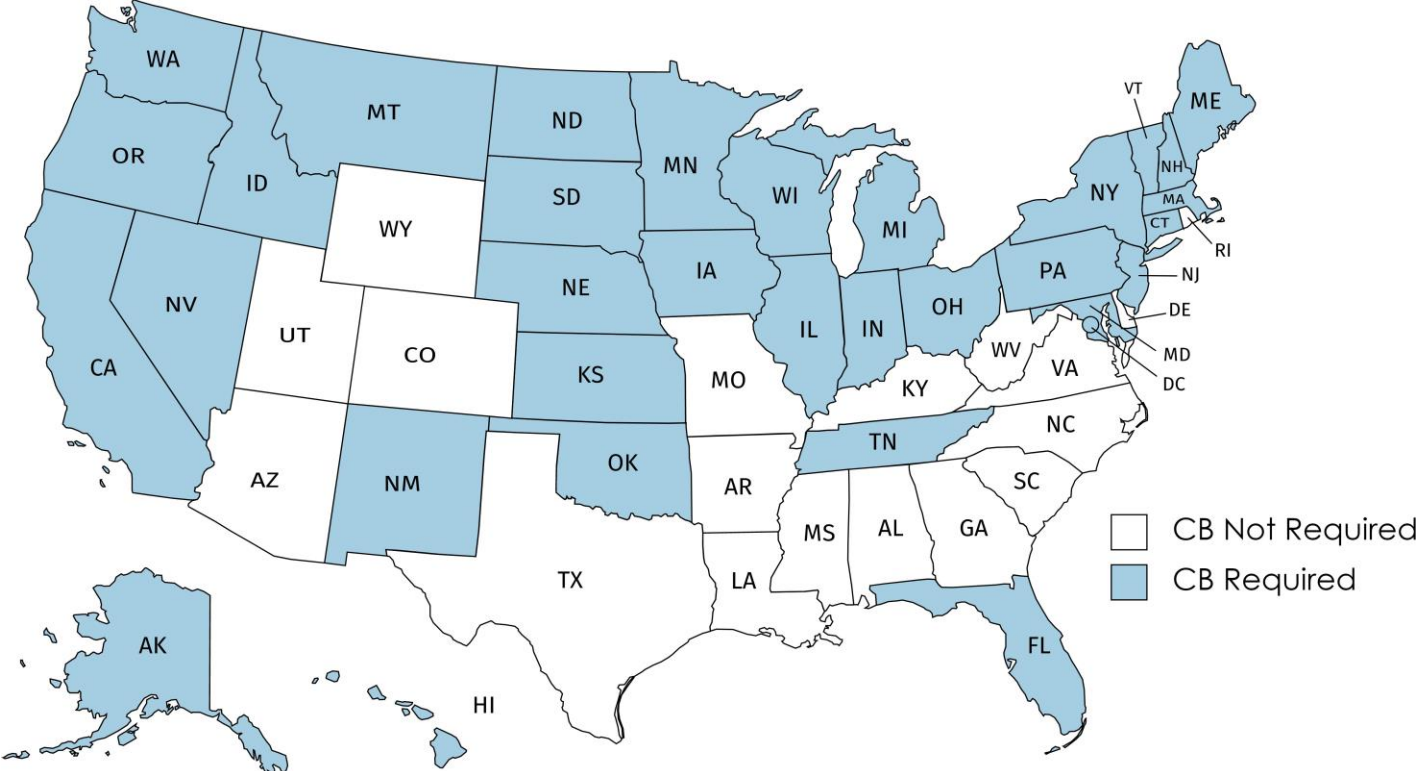 WA
MT
ND
MN
VT
ME
OR
ID
SD
WI
MI
NY
NH
MA
CT
RI
WY
IA
PA
NJ
NV
NE
OH
DE
UT
CO
IL
IN
WV
VA
MD
DC
CA
KS
MO
KY
NC
AZ
NM
OK
TN
AR
SC
MS
AL
GA
CB Not Required
CB Required
TX
LA
AK
HI
FL